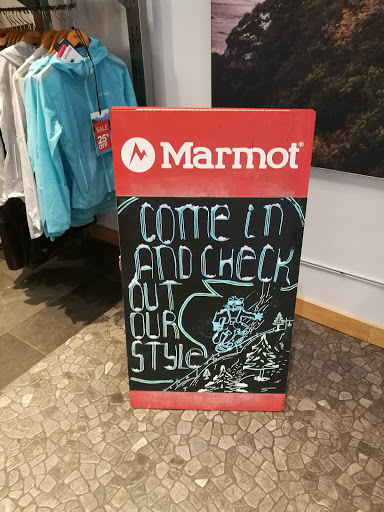 SALE
25%
OFF
Marmot®
COME in
AND CHECK
OUT
OUR
STYLe